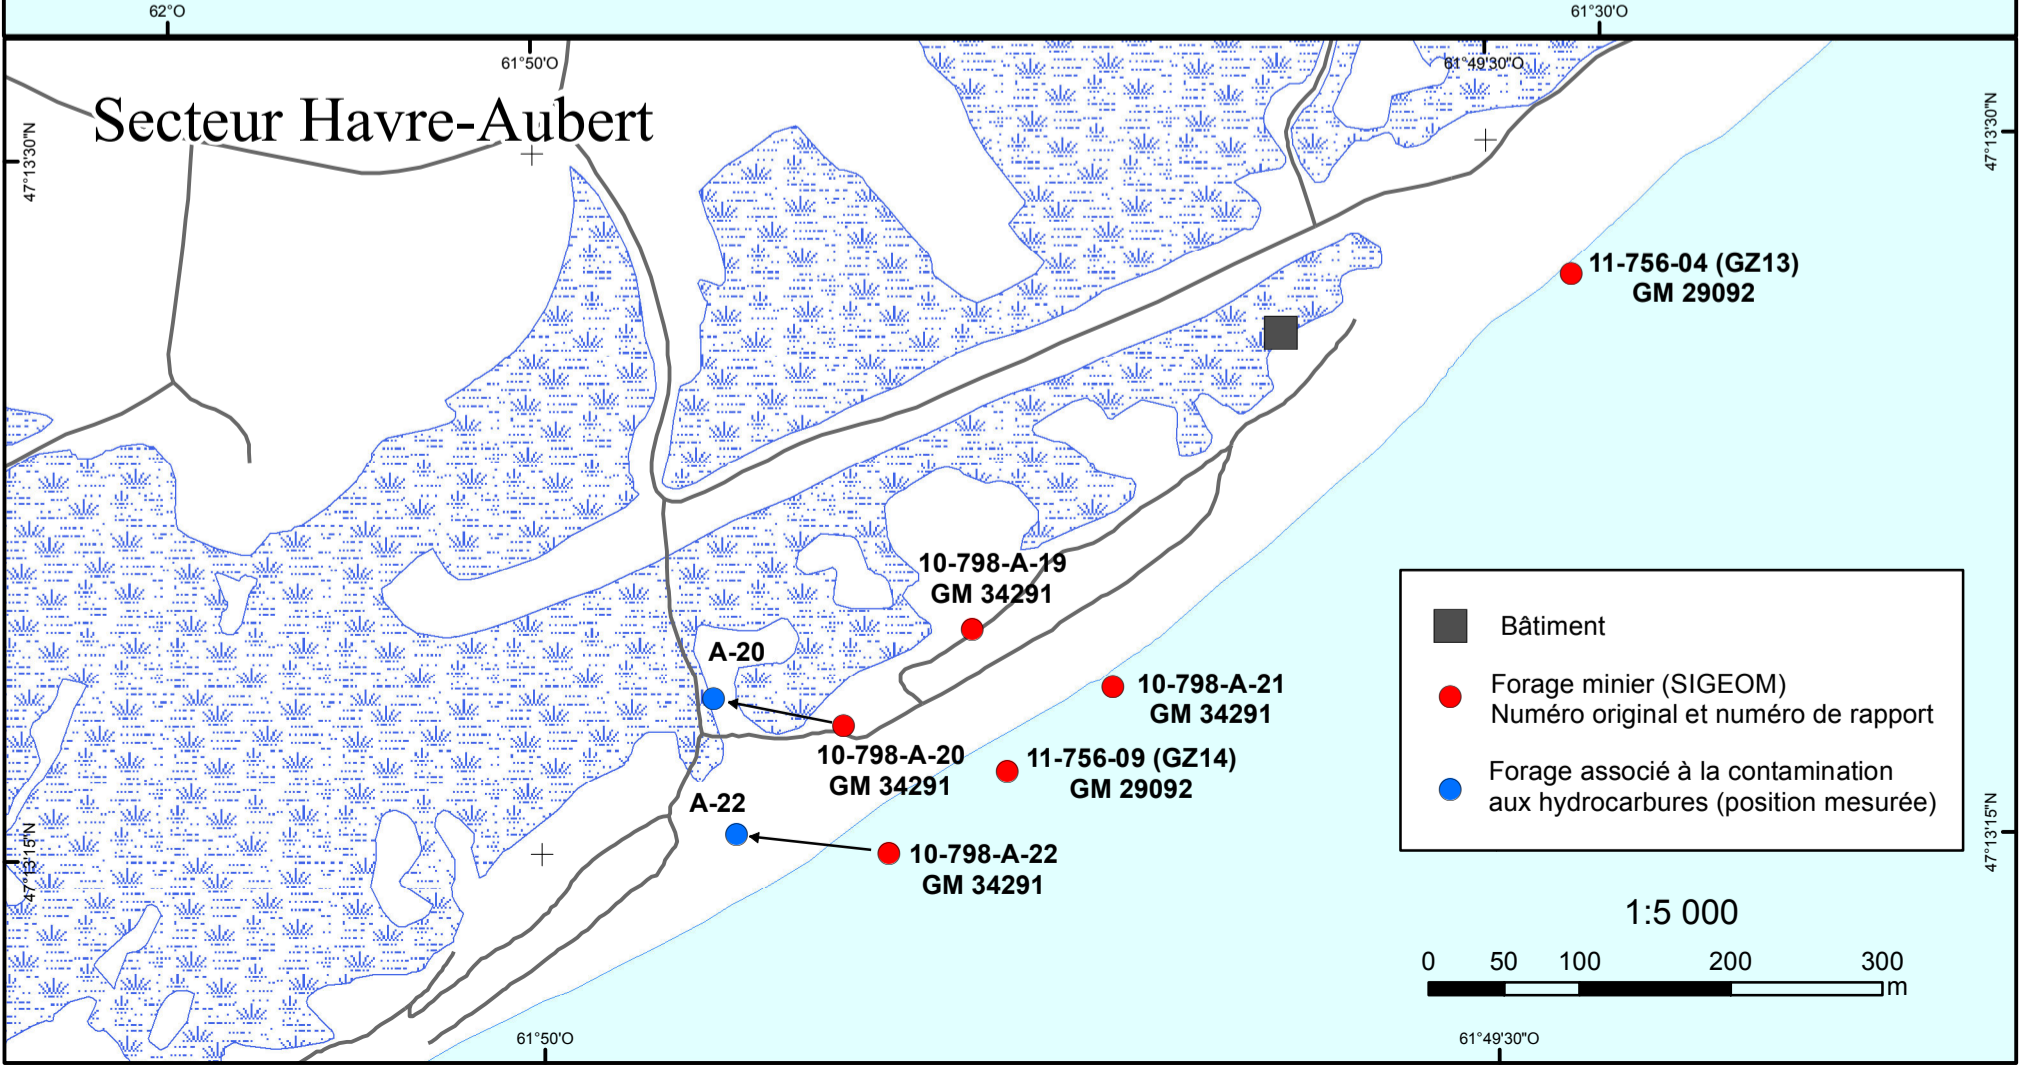 62°O
61°30'O
61°50'O
61°49'30"O
Secteur Havre-Aubert
47°13'30"N
47°13'30"N
11-756-04 (GZ13)
GM 29092
10-798-A-19
GM 34291
A-20
10-798-A-21
GM 34291
10-798-A-20
GM 34291
11-756-09 (GZ14)
GM 29092
A-22
10-798-A-22
GM 34291
47°13'15"N
47°13'15"N
Bâtiment
Forage minier (SIGEOM)
Numéro original et numéro de rapport
Forage associé à la contamination
aux hydrocarbures (position mesurée)
1:5 000
0 50 100 200 300
m
61°50'O
61°49'30"O